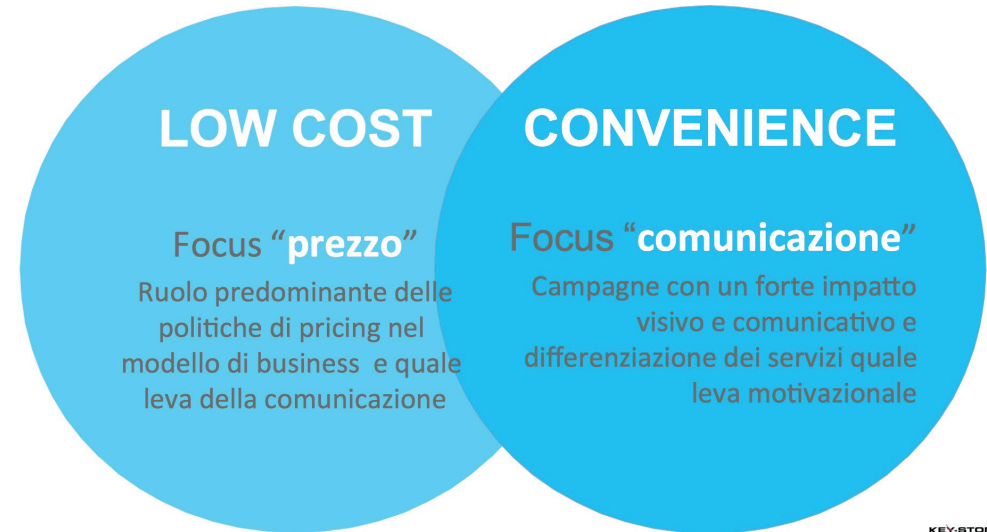 LOW COST
Focus “prezzo”
Ruolo predominante delle
politiche di pricing nel
modello di business e quale
leva della comunicazione
CONVENIENCE
Focus “comunicazione”
Campagne con un forte impatto
visivo e comunicativo e
differenziazione dei servizi quale
leva motivazionale